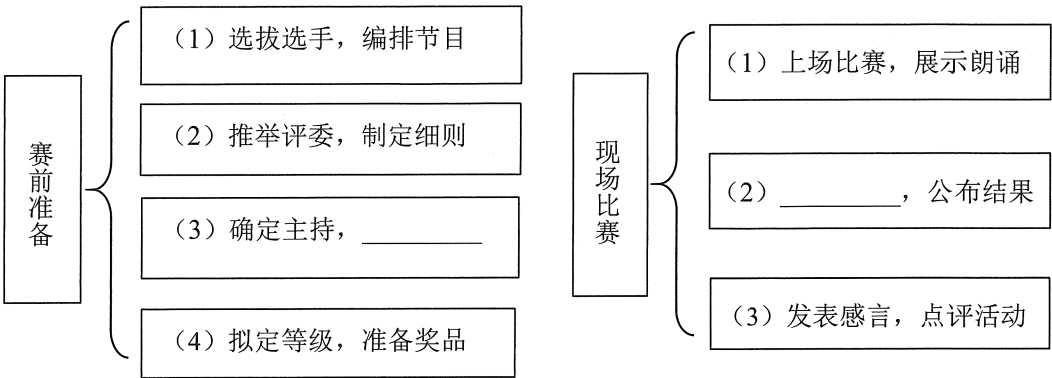 赛前准备
(1)选拔选手,编排节目
(2)推举评委,制定细则
(3)确定主持,__________
(4)拟定等级,准备奖品
现场比赛
(1)上场比赛,展示朗诵
(2)__________,公布结果
(3)发表感言,点评活动